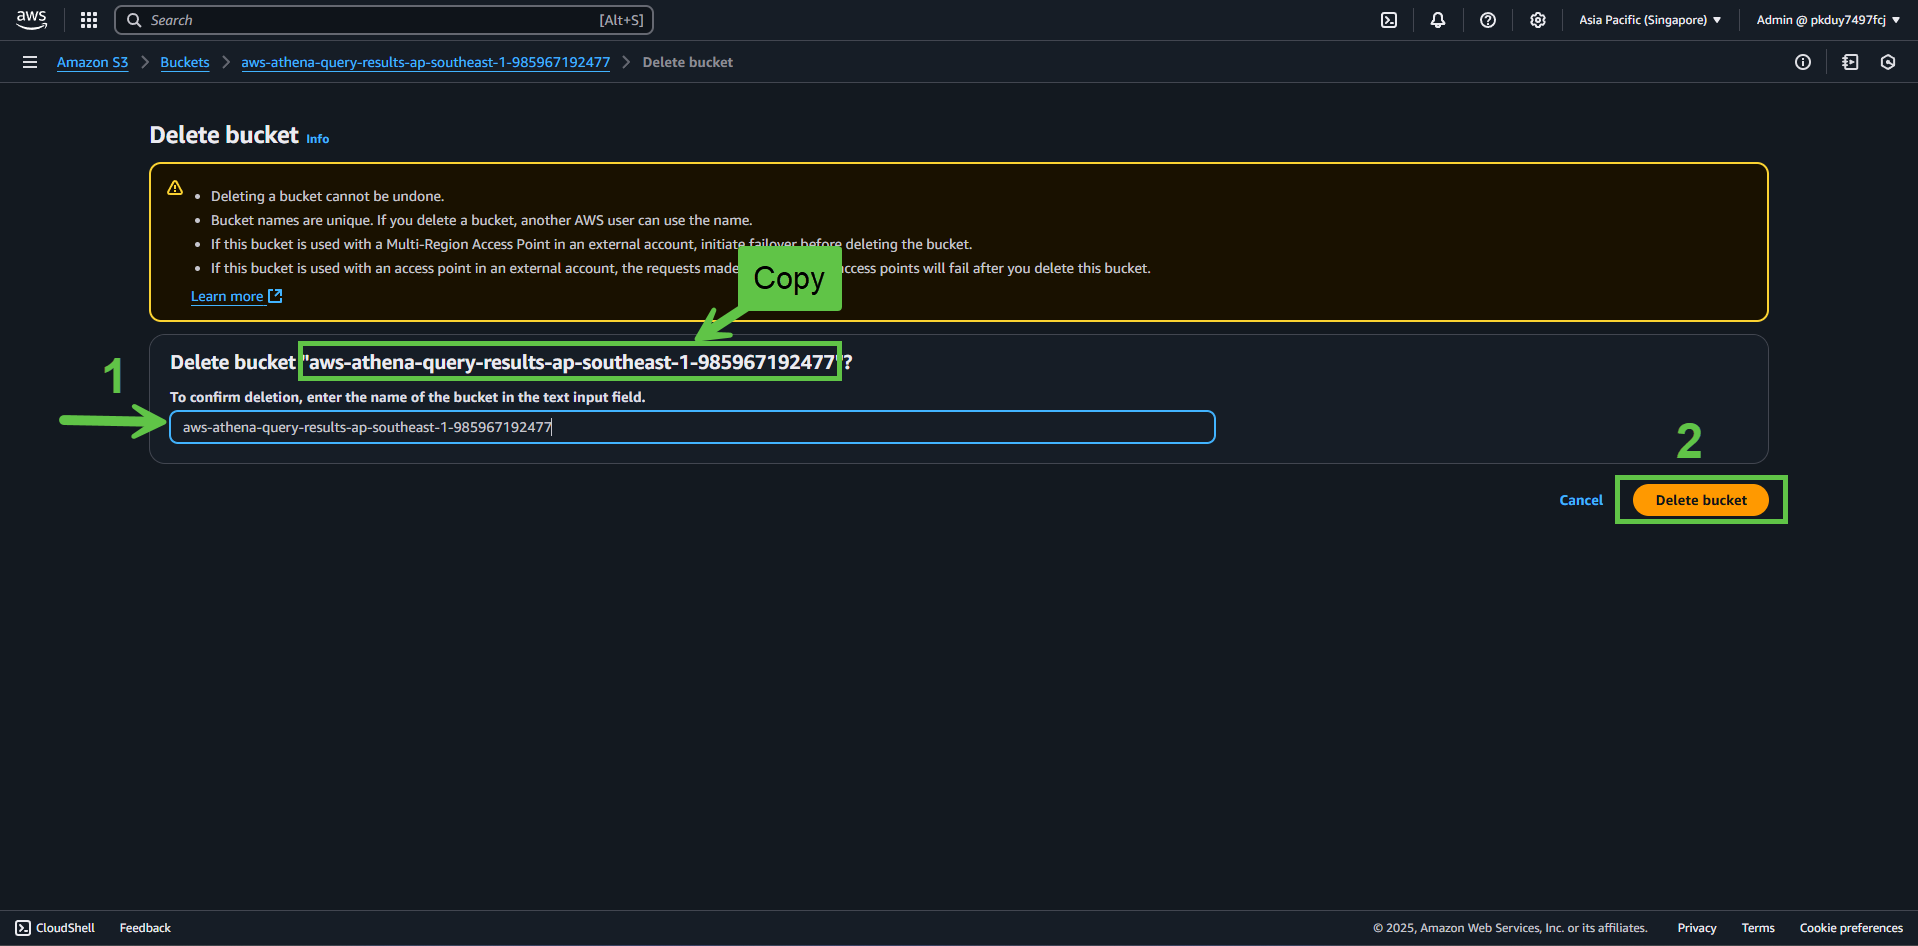 aws
Search [Alt+S]
Asia Pacific (Singapore)
Admin @ pkduy7497fcj
Amazon S3 > Buckets > aws-athena-query-results-ap-southeast-1-985967192477 > Delete bucket
Delete bucket Info
Deleting a bucket cannot be undone.
Bucket names are unique. If you delete a bucket, another AWS user can use the name.
If this bucket is used with a Multi-Region Access Point in an external account, initiate failover before deleting the bucket.
If this bucket is used with an access point in an external account, the requests made access points will fail after you delete this bucket.
Learn more
Copy
1
Delete bucket "aws-athena-query-results-ap-southeast-1-985967192477"?
To confirm deletion, enter the name of the bucket in the text input field.
aws-athena-query-results-ap-southeast-1-985967192477
2
Cancel
Delete bucket
CloudShell
Feedback
© 2025, Amazon Web Services, Inc. or its affiliates.
Privacy
Terms
Cookie preferences